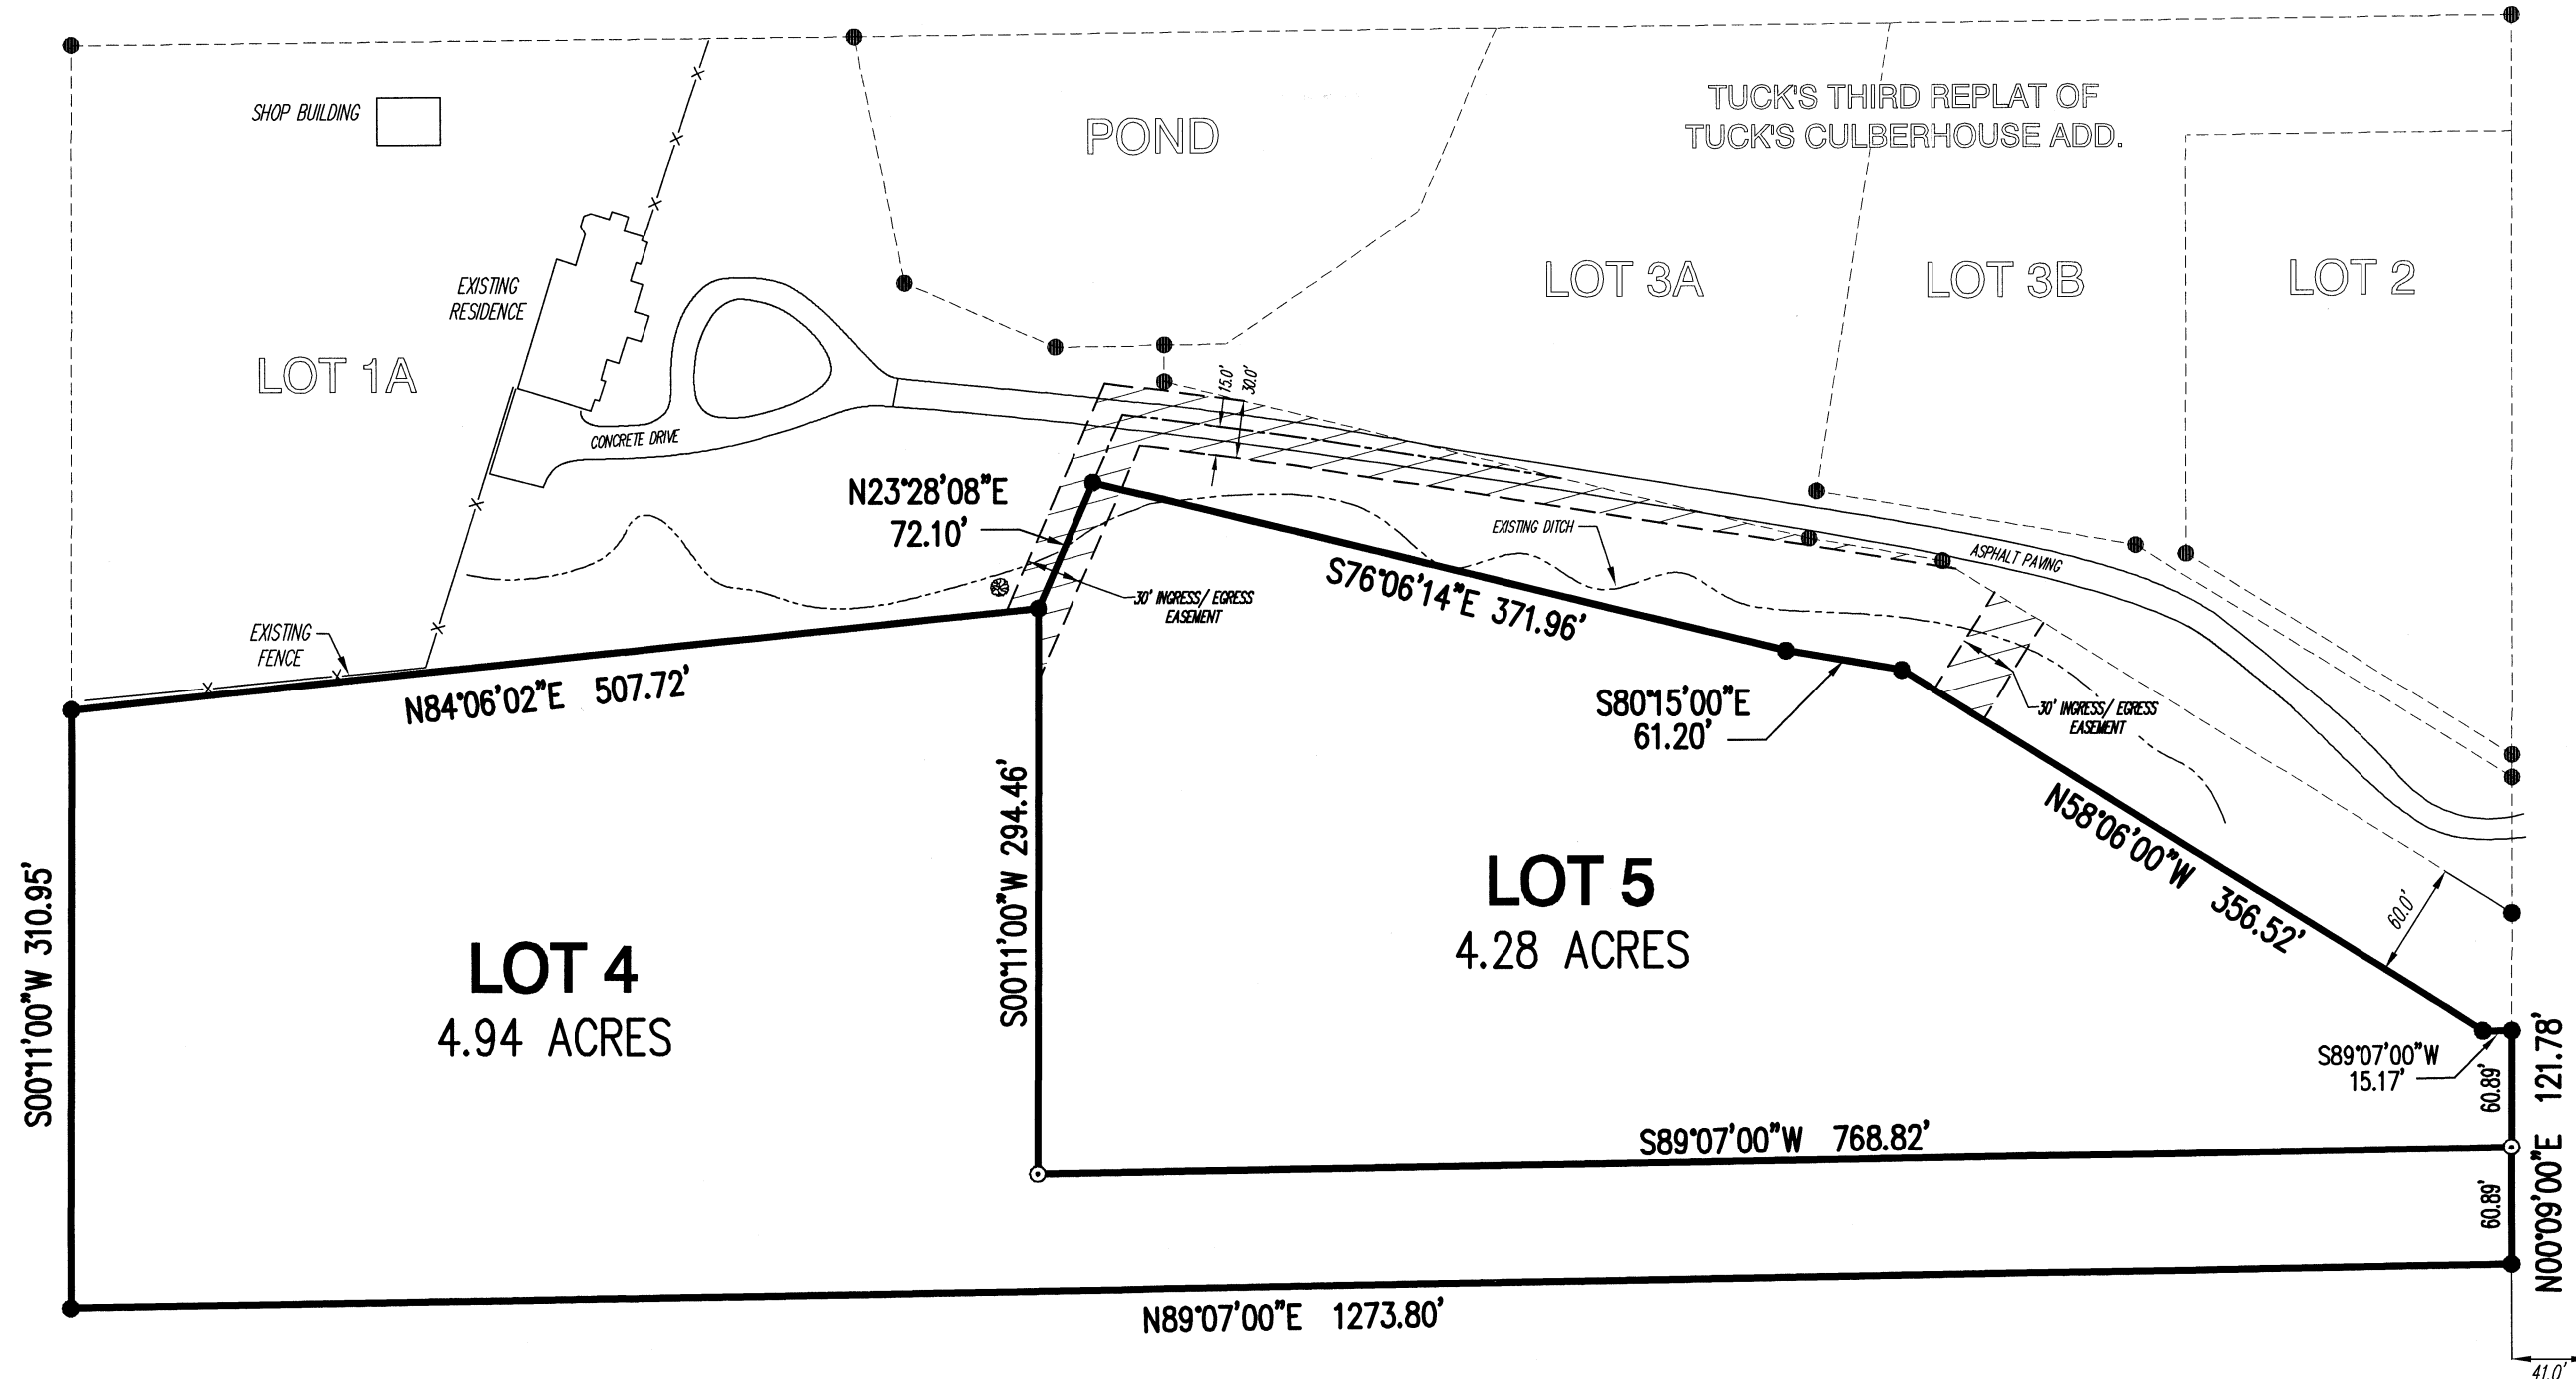 SHOP BUILDING
POND
TUCK'S THIRD REPLAT OF
TUCK'S CULBERHOUSE ADD.
EXISTING
RESIDENCE
LOT 1A
LOT 3A
LOT 3B
LOT 2
CONCRETE DRIVE
15.0'
30.0'
N23°28'08"E
72.10'
EXISTING DITCH
ASPHALT PAVING
30' INGRESS/ EGRESS
EASEMENT
S76°06'14"E 371.96'
EXISTING
FENCE
N84°06'02"E 507.72'
S80°15'00"E
61.20'
30' INGRESS/ EGRESS
EASEMENT
N58°06'00"W 356.52'
60.0'
S00°11'00"W 310.95'
S00°11'00"W 294.46'
LOT 4
4.94 ACRES
LOT 5
4.28 ACRES
S89°07'00"W
15.17'
60.89'
N00°09'00"E 121.78'
S89°07'00"W 768.82'
60.89'
N89°07'00"E 1273.80'
41.0'